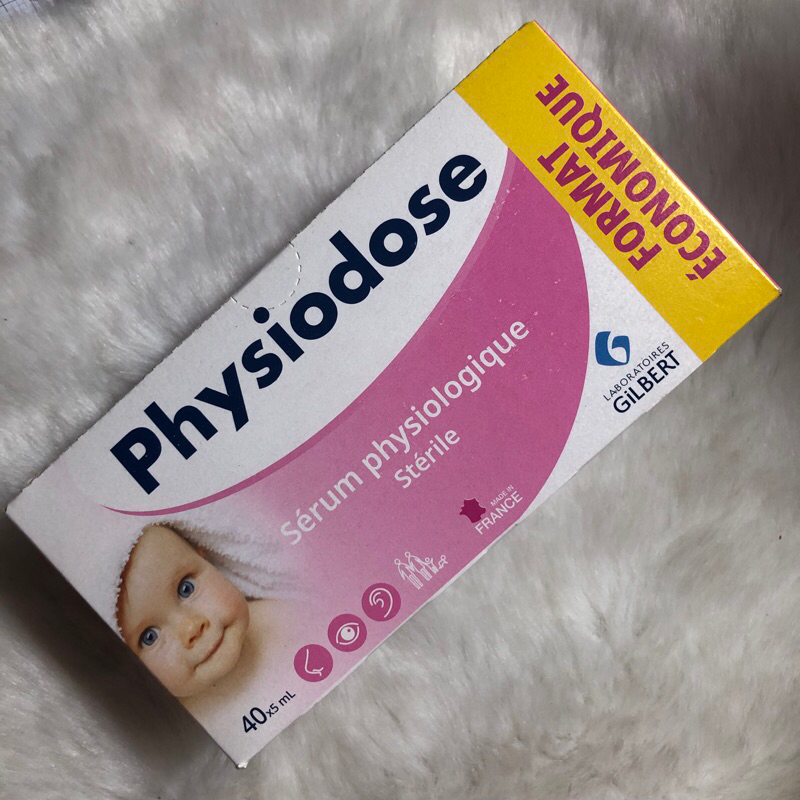 Physiodose
Sérum physiologique
Stérile
MADE IN
FRANCE
40x5 mL
LABORATOIRES
GiLBERT
FORMAT
ÉCONOMIQUE